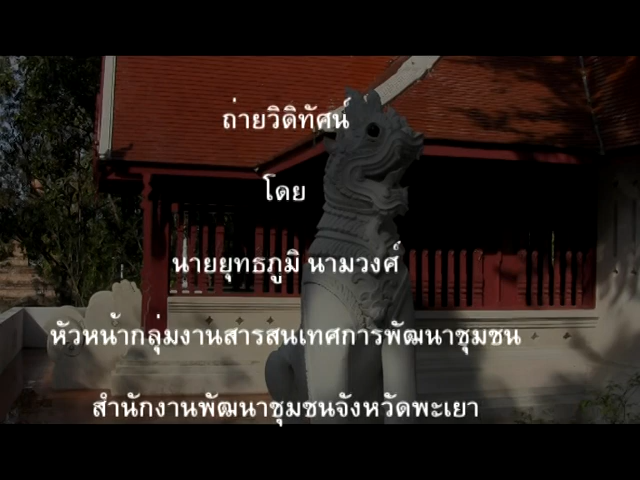 ถ่ายวิดิทัศน์
โดย
นายยุทธภูมิ นามวงศ์
หัวหน้ากลุ่มงานสารสนเทศการพัฒนาชุมชน
สำนักงานพัฒนาชุมชนจังหวัดพะเยา